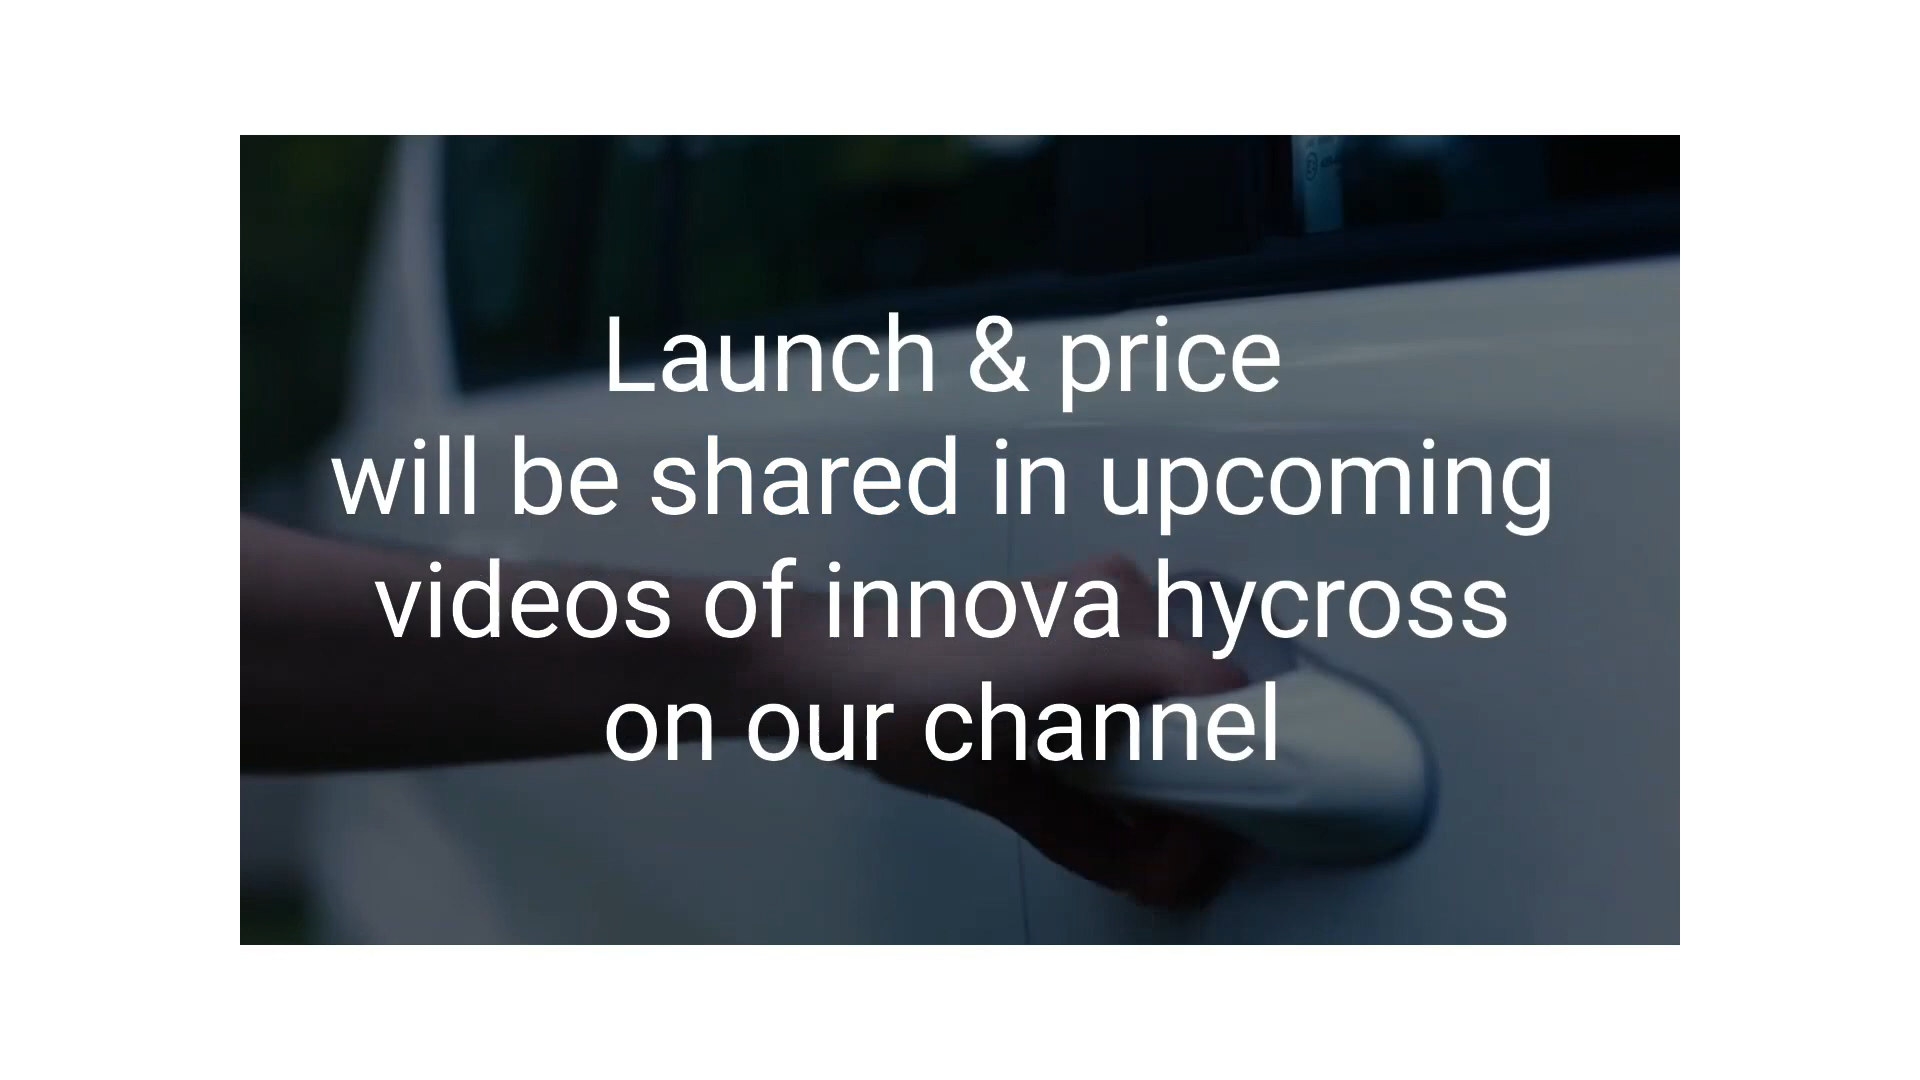 Launch & price
will be shared in upcoming
videos of innova hycross
on our channel